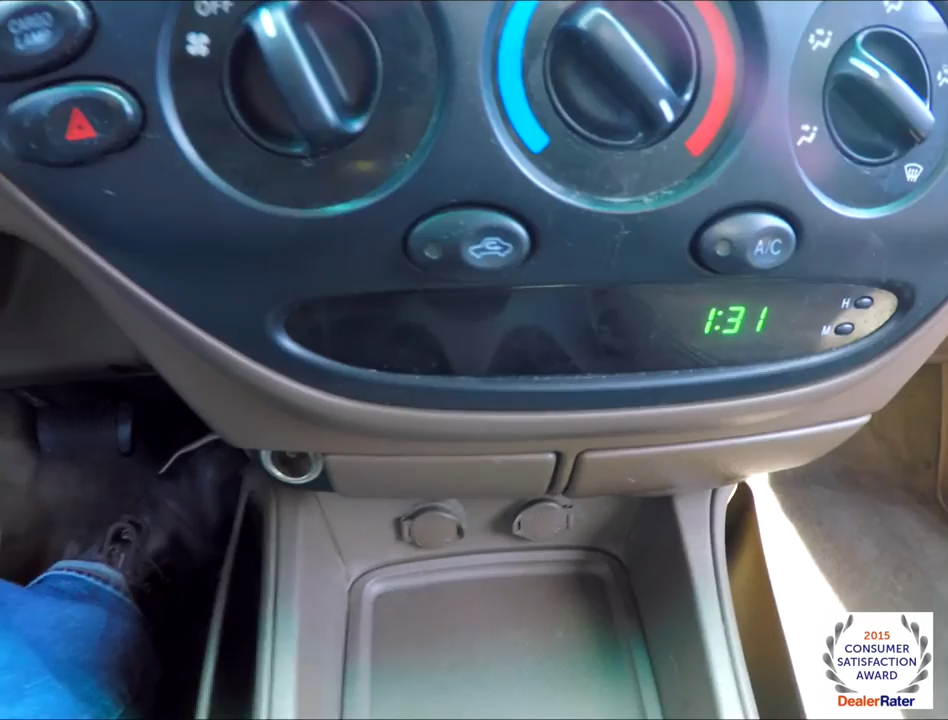 OFF
CARGO
LAMP
A/C
1:31
H
M
2015
CONSUMER
SATISFACTION
AWARD
DealerRater